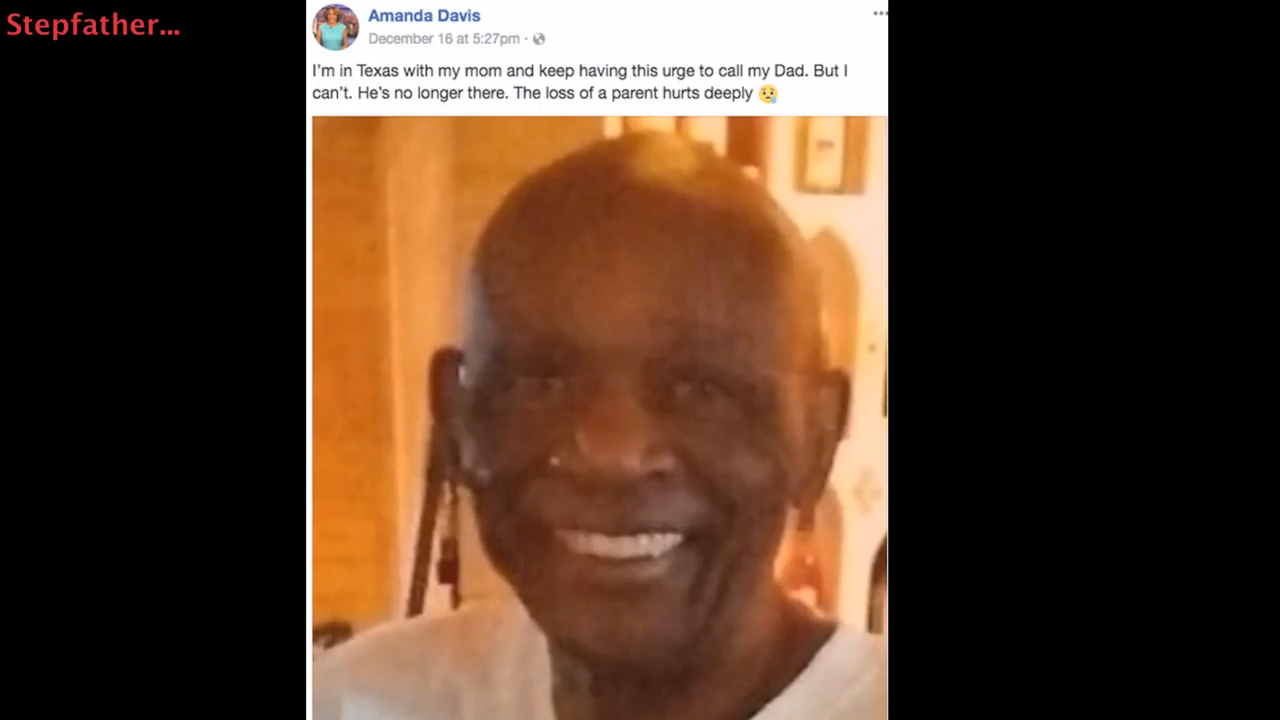 Stepfather...
Amanda Davis
December 16 at 5:27pm ·
I'm in Texas with my mom and keep having this urge to call my Dad. But I
can't. He's no longer there. The loss of a parent hurts deeply 😢